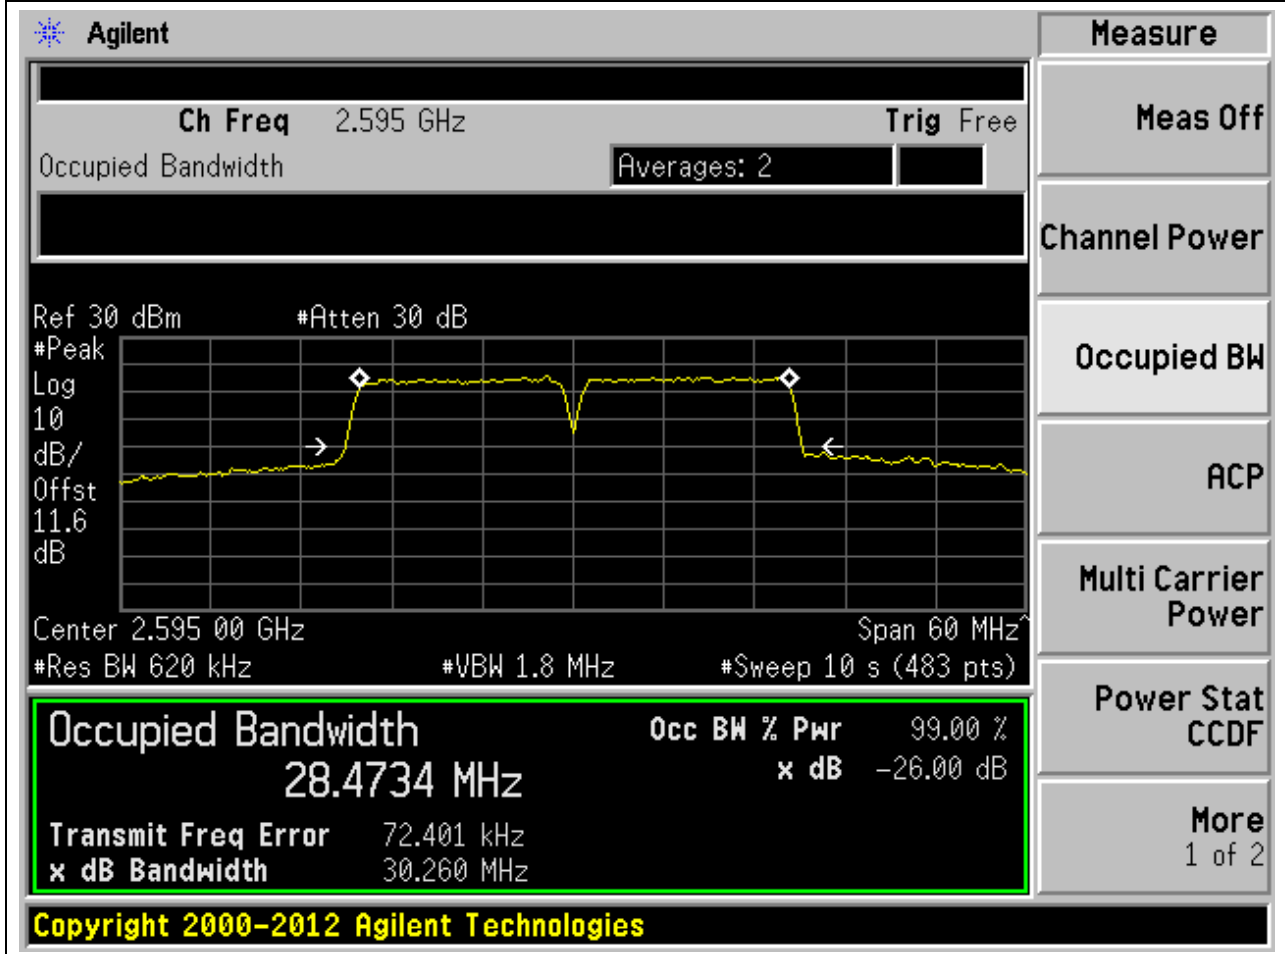 Agilent
Measure
Ch Freq 2.595 GHz Trig Free
Meas Off
Occupied Bandwidth Averages: 2
Channel Power
Ref 30 dBm #Atten 30 dB
#Peak
Log
10
dB/
Offst
11.6
dB
Occupied BW
ACP
Center 2.595 00 GHz Span 60 MHz^
#Res BW 620 kHz #VBW 1.8 MHz #Sweep 10 s (483 pts)
Multi Carrier
Power
Occupied Bandwidth Occ BW % Pwr 99.00 %
28.4734 MHz x dB -26.00 dB
Transmit Freq Error 72.401 kHz
x dB Bandwidth 30.260 MHz
Power Stat
CCDF
More
1 of 2
Copyright 2000-2012 Agilent Technologies